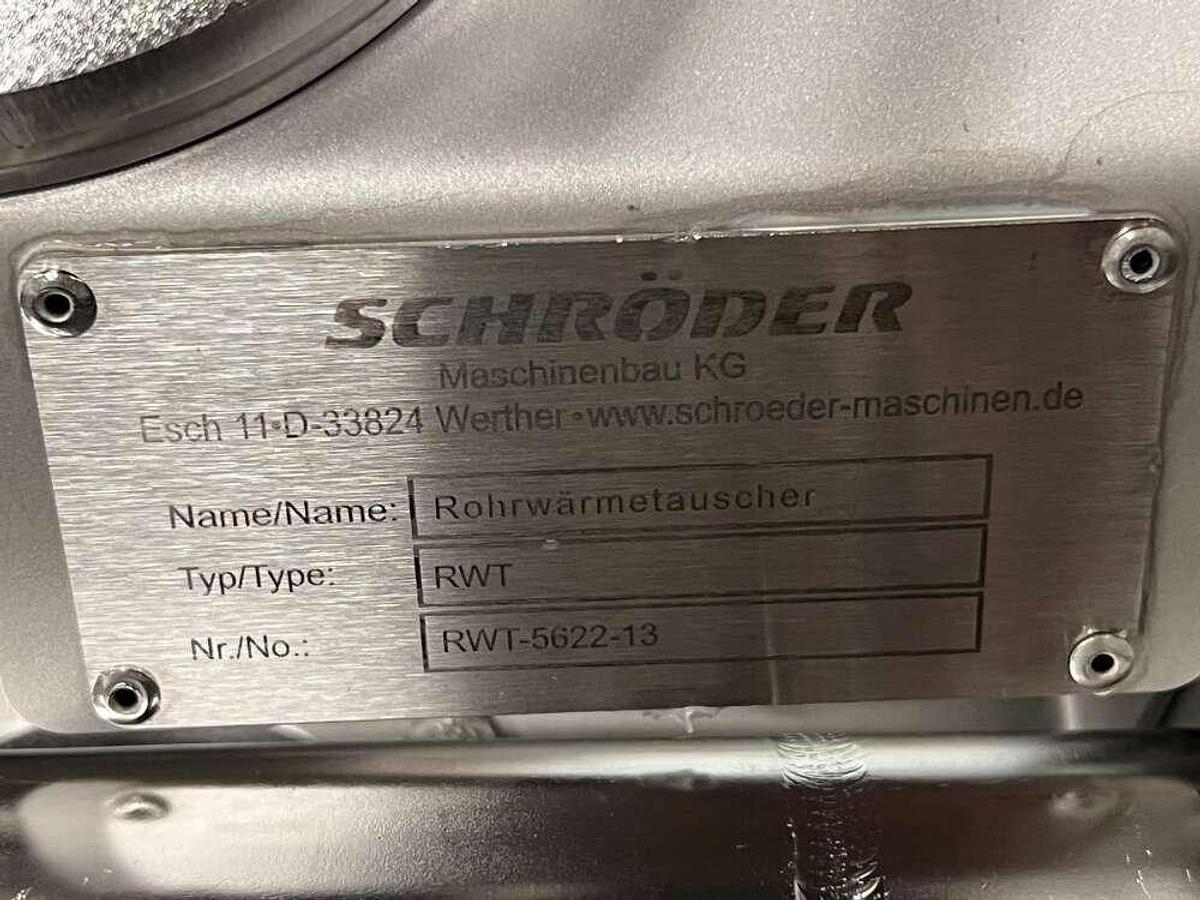 SCHRÖDER
Maschinenbau KG
Esch 11•D-33824 Werther•www.schroeder-maschinen.de
Name/Name: Rohrwärmetauscher
Typ/Type: RWT
Nr./No.: RWT-5622-13